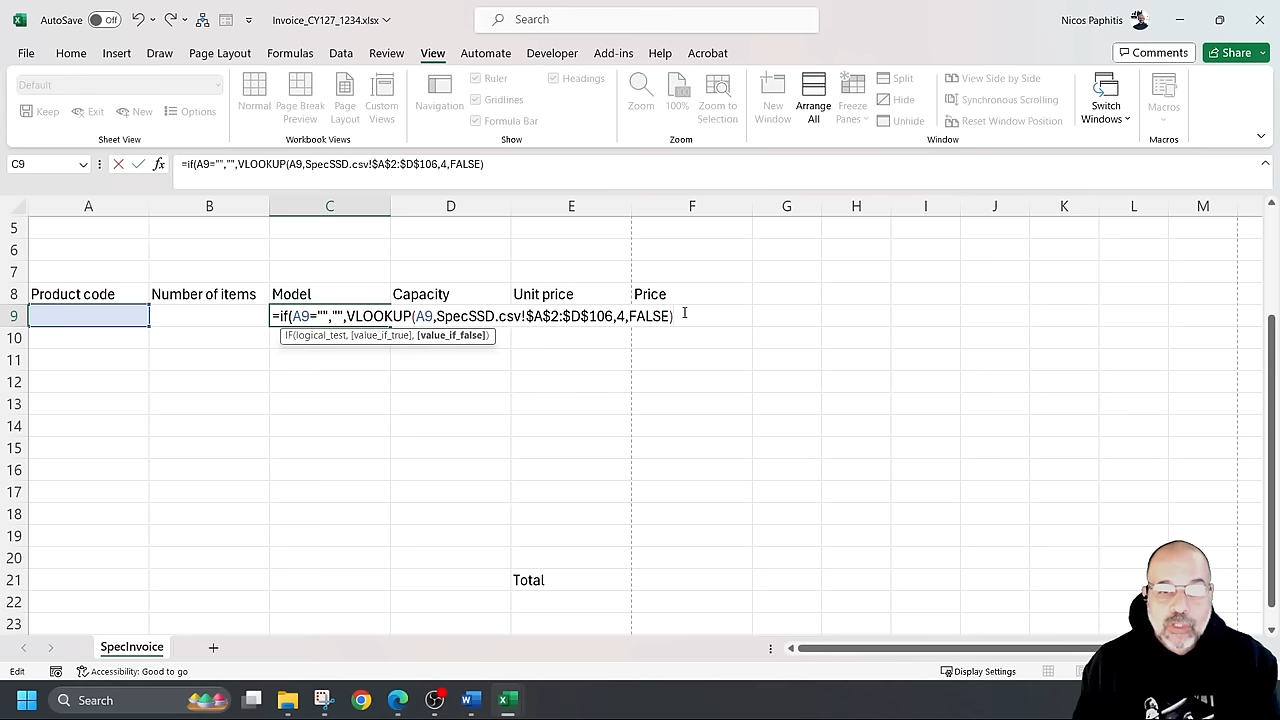 AutoSave Off Invoice_CY127_1234.xlsx Search Nicos Paphitis
File Home Insert Draw Page Layout Formulas Data Review View Automate Developer Add-ins Help Acrobat Comments Share
Default
Keep Exit New Options
Sheet View
Normal
Page Break
Preview
Page
Layout
Custom
Views
Workbook Views
Navigation
Ruler
Gridlines
Formula Bar
Headings
Show
Zoom
100%
Zoom to
Selection
Zoom
New
Window
Arrange
All
Freeze
Panes
Split
Hide
Unhide
View Side by Side
Synchronous Scrolling
Reset Window Position
Switch
Windows
Window
Macros
Macros
C9 fx =if(A9="","",VLOOKUP(A9,SpecSSD.csv!$A$2:$D$106,4,FALSE)
A B C D E F G H I J K L M
5
6
7
8 Product code Number of items Model Capacity Unit price Price
9 =if(A9="","",VLOOKUP(A9,SpecSSD.csv!$A$2:$D$106,4,FALSE)
IF(logical_test, [value_if_true], [value_if_false])
10
11
12
13
14
15
16
17
18
19
20
21 Total
22
23
SpecInvoice
Edit Accessibility: Good to go Display Settings
Search